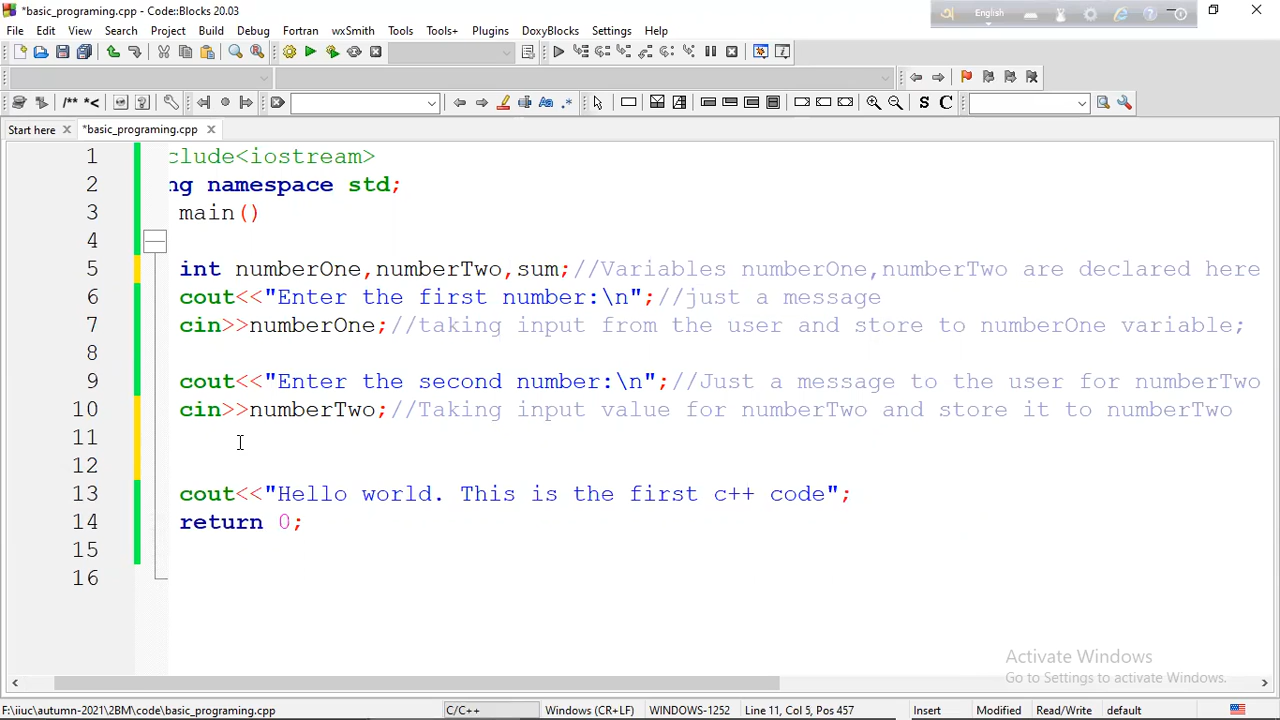 *basic_programing.cpp - Code::Blocks 20.03
English
File Edit View Search Project Build Debug Fortran wxSmith Tools Tools+ Plugins DoxyBlocks Settings Help
/** *<
S C
Start here *basic_programing.cpp
1 clude<iostream>
2 ng namespace std;
3 main()
4
5 int numberOne,numberTwo,sum;//Variables numberOne,numberTwo are declared here
6 cout<<"Enter the first number:\n";//just a message
7 cin>>numberOne;//taking input from the user and store to numberOne variable;
8
9 cout<<"Enter the second number:\n";//Just a message to the user for numberTwo
10 cin>>numberTwo;//Taking input value for numberTwo and store it to numberTwo
11
12
13 cout<<"Hello world. This is the first c++ code";
14 return 0;
15
16
Activate Windows
Go to Settings to activate Windows.
F:\iiuc\autumn-2021\2BM\code\basic_programing.cpp C/C++ Windows (CR+LF) WINDOWS-1252 Line 11, Col 5, Pos 457 Insert Modified Read/Write default